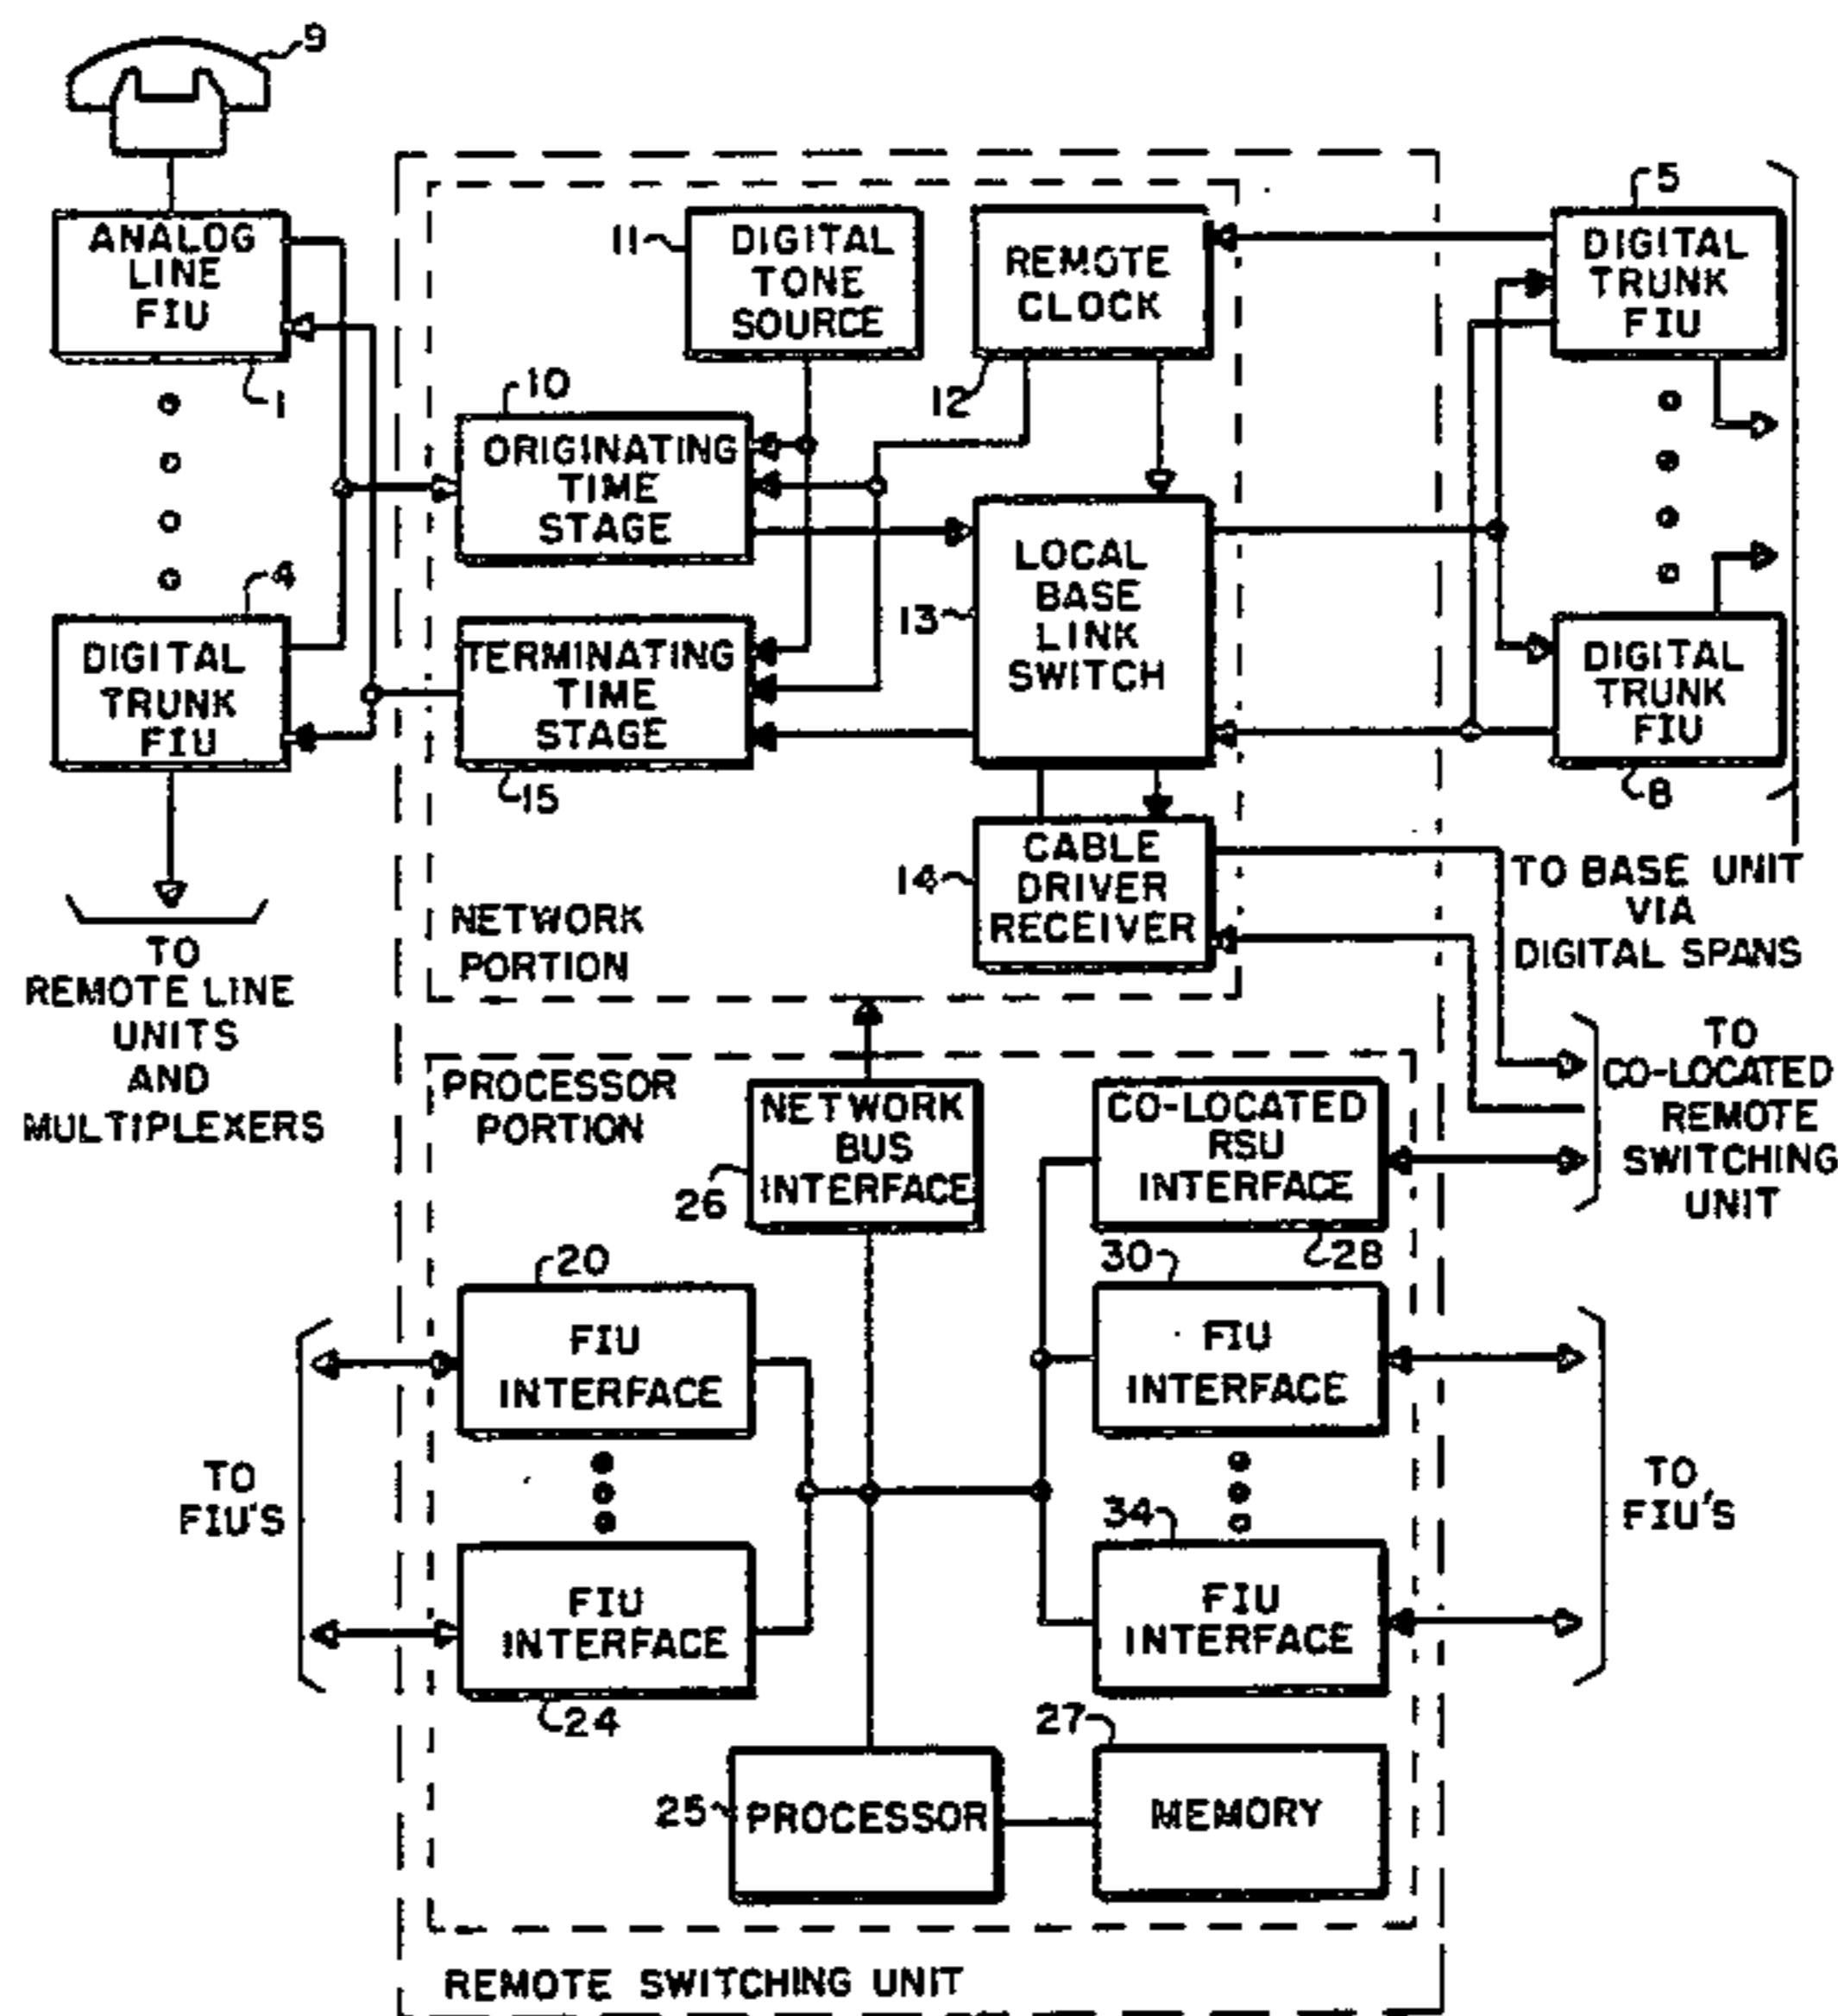 9
ANALOG
LINE
FIU
1
4
DIGITAL
TRUNK
FIU
TO
REMOTE LINE
UNITS
AND
MULTIPLEXERS
11
DIGITAL
TONE
SOURCE
REMOTE
CLOCK
12
10
ORIGINATING
TIME
STAGE
TERMINATING
TIME
STAGE
15
13
LOCAL
BASE
LINK
SWITCH
14
CABLE
DRIVER
RECEIVER
NETWORK
PORTION
5
DIGITAL
TRUNK
FIU
DIGITAL
TRUNK
FIU
8
TO BASE UNIT
VIA
DIGITAL SPANS
TO
CO-LOCATED
REMOTE
SWITCHING
UNIT
PROCESSOR
PORTION
NETWORK
BUS
INTERFACE
26
CO-LOCATED
RSU
INTERFACE
28
20
FIU
INTERFACE
30
FIU
INTERFACE
TO
FIU'S
TO
FIU'S
FIU
INTERFACE
24
34
FIU
INTERFACE
25
PROCESSOR
27
MEMORY
REMOTE SWITCHING UNIT